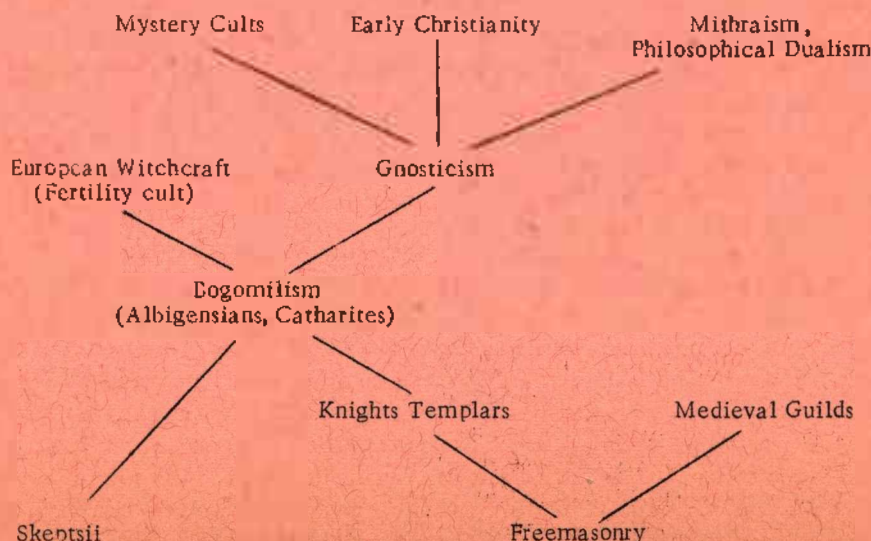 Mystery Cults
Early Christianity
Mithraism,
Philosophical Dualism
European Witchcraft
(Fertility cult)
Gnosticism
Bogomilism
(Albigensians, Catharites)
Knights Templars
Medieval Guilds
Skeptsii
Freemasonry